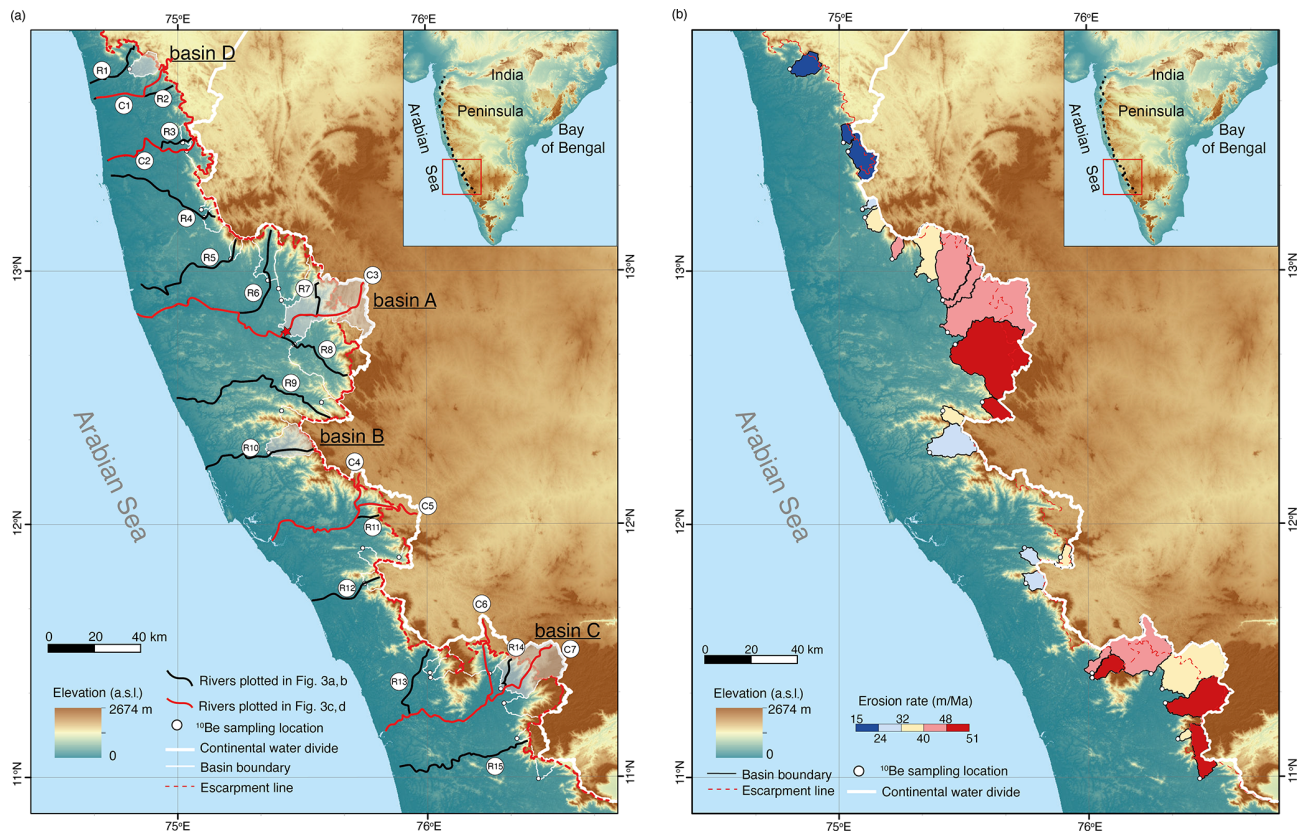 (a)
75°E
76°E
basin D
R1
C1
R2
R3
C2
R4
R5
R6
R7
C3
basin A
R8
R9
R10
basin B
C4
C5
R11
R12
C6
basin C
R14
C7
R13
R15
13°N
12°N
11°N
Arabian Sea
India
Peninsula
Arabian Sea
Bay
of Bengal
0 20 40 km
Elevation (a.s.l.)
2674 m
0
Rivers plotted in Fig. 3a,b
Rivers plotted in Fig. 3c,d
¹⁰Be sampling location
Continental water divide
Basin boundary
Escarpment line
75°E
76°E
(b)
75°E
76°E
India
Peninsula
Arabian Sea
Bay
of Bengal
13°N
12°N
11°N
13°N
12°N
11°N
Arabian Sea
0 20 40 km
Elevation (a.s.l.)
2674 m
0
Erosion rate (m/Ma)
15 32 48
24 40 51
Basin boundary
Escarpment line
¹⁰Be sampling location
Continental water divide
75°E
76°E